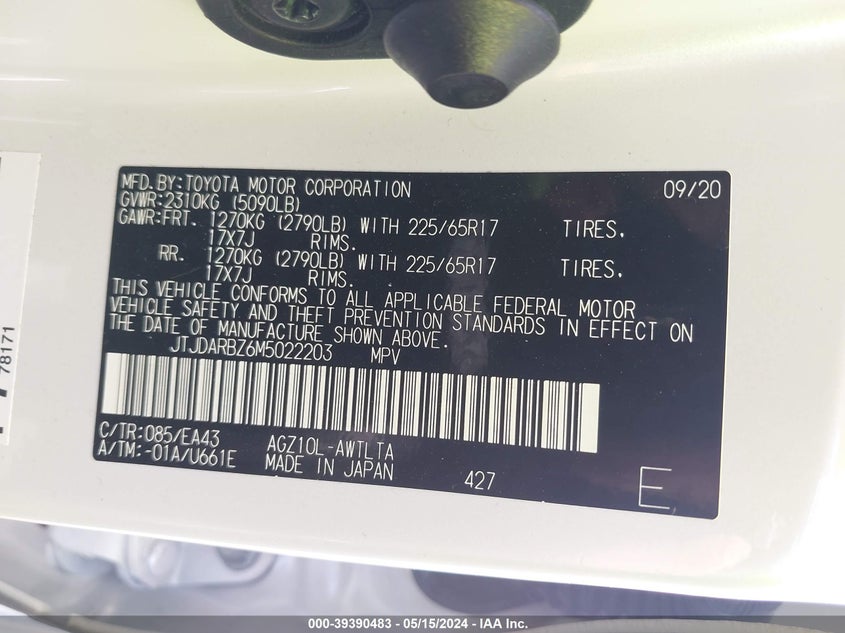 MFD.BY:TOYOTA MOTOR CORPORATION 09/20
GVWR:2310KG (5090LB)
GAWR:FRT. 1270KG (2790LB) WITH 225/65R17 TIRES,
17X7J RIMS.
RR. 1270KG (2790LB) WITH 225/65R17 TIRES,
17X7J RIMS.
THIS VEHICLE CONFORMS TO ALL APPLICABLE FEDERAL MOTOR
VEHICLE SAFETY AND THEFT PREVENTION STANDARDS IN EFFECT ON
THE DATE OF MANUFACTURE SHOWN ABOVE.
JTJDARBZ6M5022203 MPV
C/TR:085/EA43 AGZ10L-AWTLTA
A/TM:-01A/U661E MADE IN JAPAN 427 E
78171
000-39390483 - 05/15/2024 - IAA Inc.